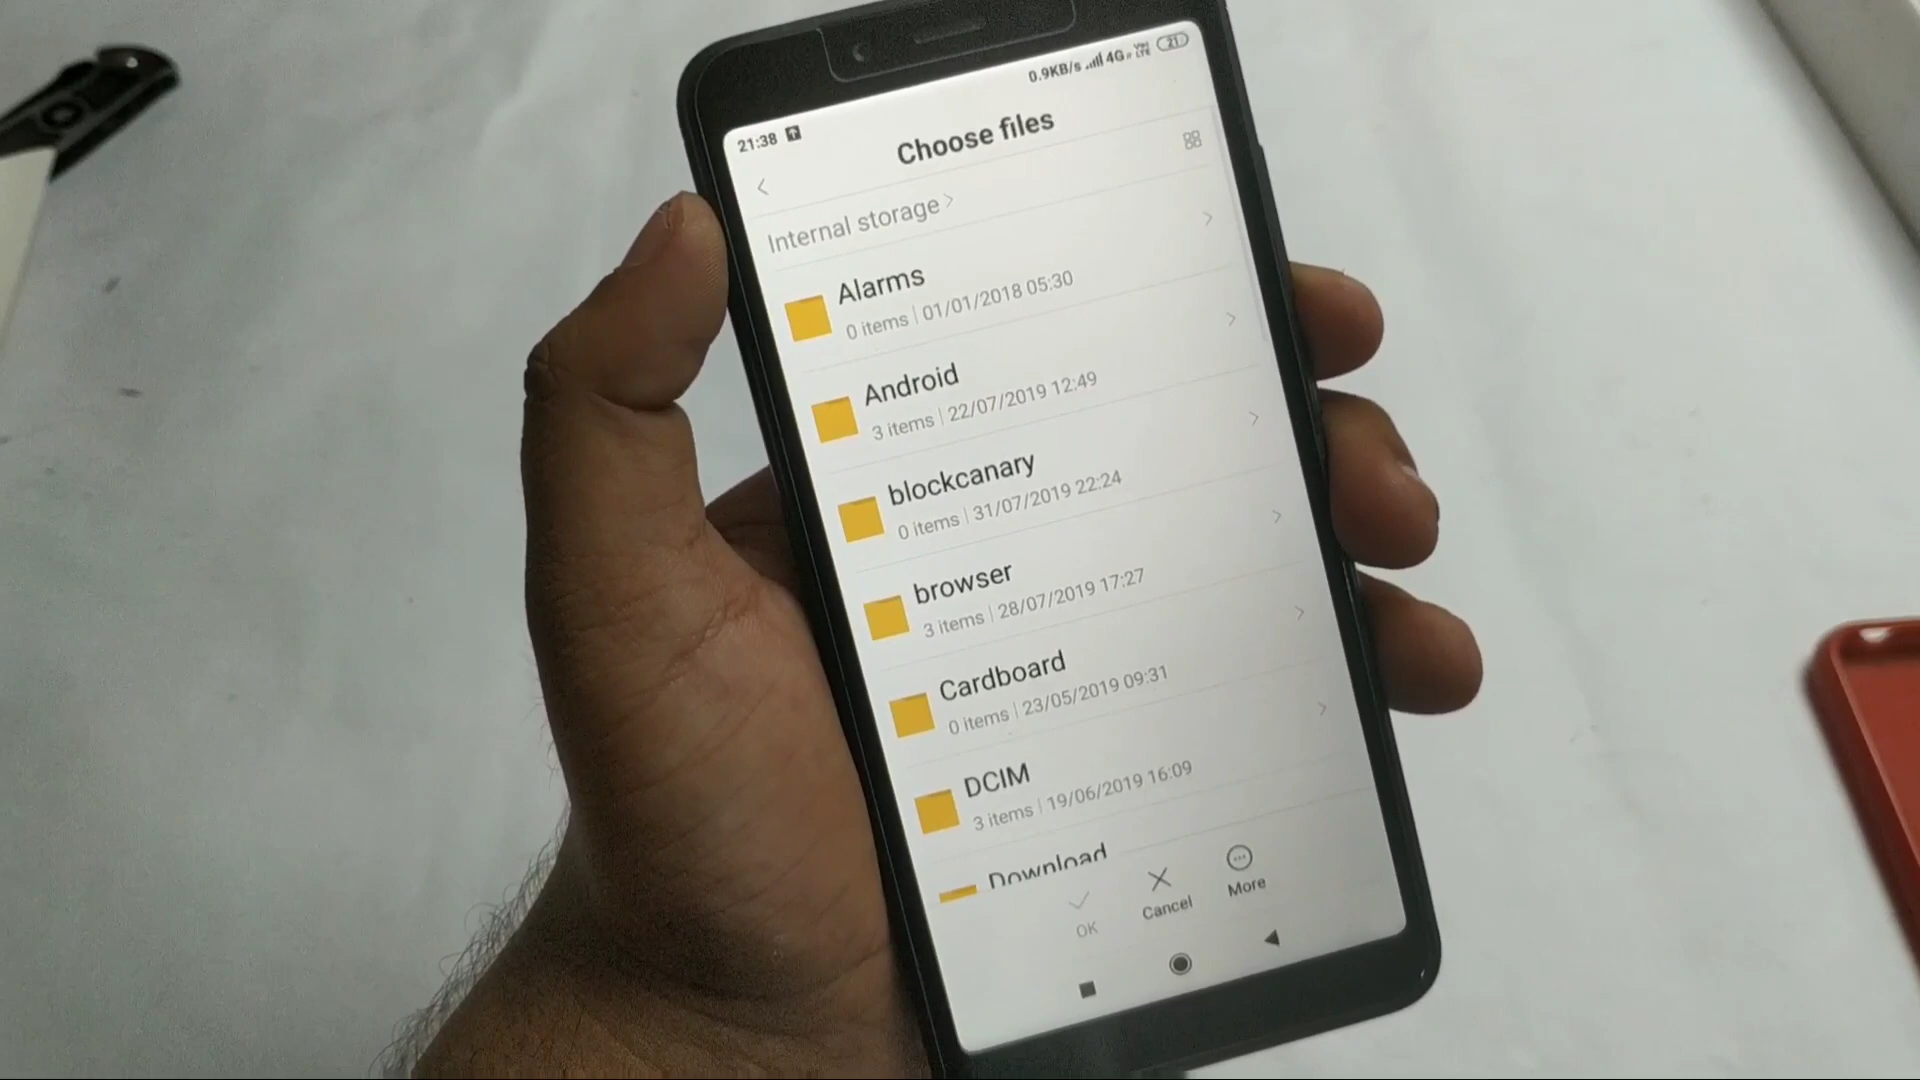 21:38
0.9KB/s 4G+ VoLTE 21
Choose files
Internal storage
Alarms
0 items | 01/01/2018 05:30
Android
3 items | 22/07/2019 12:49
blockcanary
0 items | 31/07/2019 22:24
browser
3 items | 28/07/2019 17:27
Cardboard
0 items | 23/05/2019 09:31
DCIM
3 items | 19/06/2019 16:09
Download
OK
Cancel
More